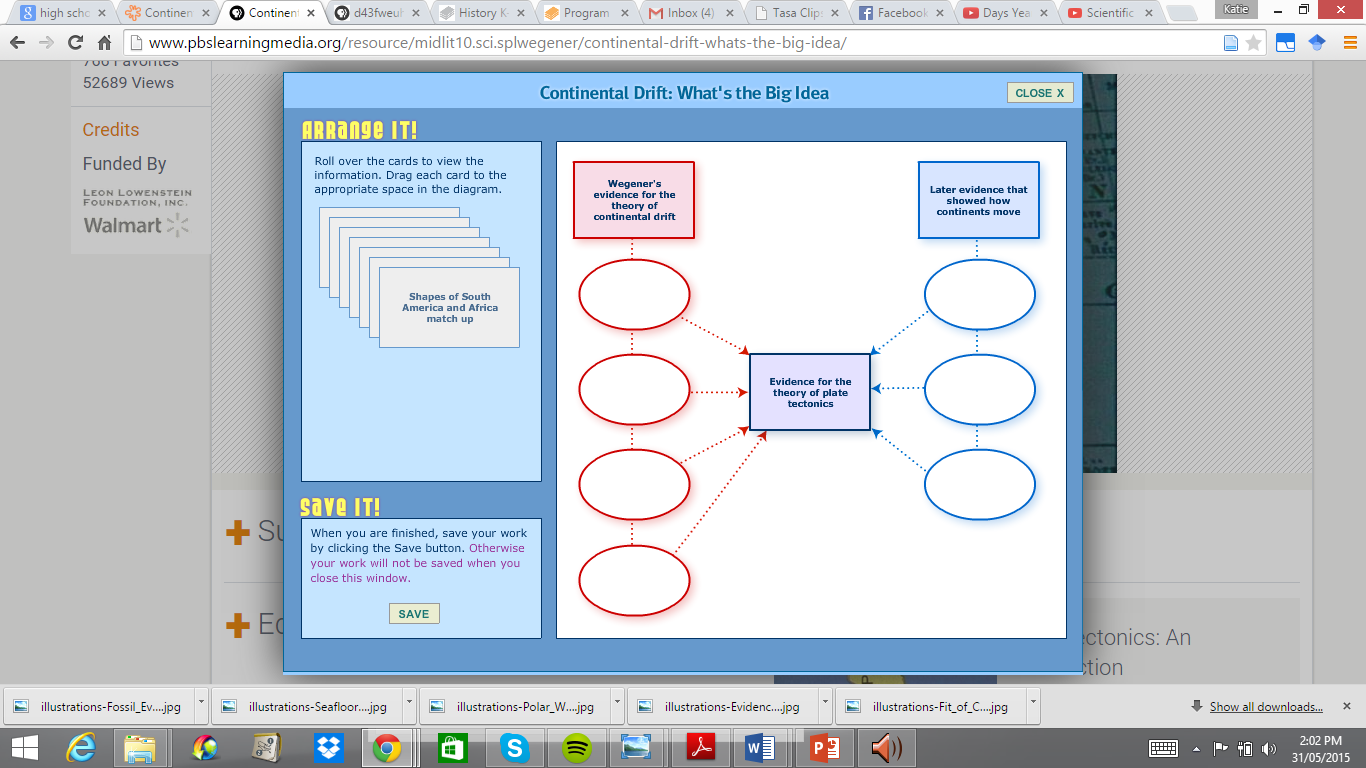 high scho
Continen
Continent
d43fweuh
History K-
Program
Inbox (4)
Tasa Clips
Facebook
Days Yea
Scientific
Katie
www.pbslearningmedia.org/resource/midlit10.sci.splwegener/continental-drift-whats-the-big-idea/
766 Favorites
52689 Views
Credits
Funded By
LEON LOWENSTEIN
FOUNDATION, INC.
Walmart
Continental Drift: What's the Big Idea
CLOSE X
ARRANGE IT!
Roll over the cards to view the
information. Drag each card to the
appropriate space in the diagram.
Shapes of South
America and Africa
match up
SAVE IT!
When you are finished, save your work
by clicking the Save button. Otherwise
your work will not be saved when you
close this window.
SAVE
Wegener's
evidence for the
theory of
continental drift
Later evidence that
showed how
continents move
Evidence for the
theory of plate
tectonics
Su
Ed
ectonics: An
ction
illustrations-Fossil_Ev....jpg
illustrations-Seafloor....jpg
illustrations-Polar_W....jpg
illustrations-Evidenc....jpg
illustrations-Fit_of_C....jpg
Show all downloads...
2:02 PM
31/05/2015